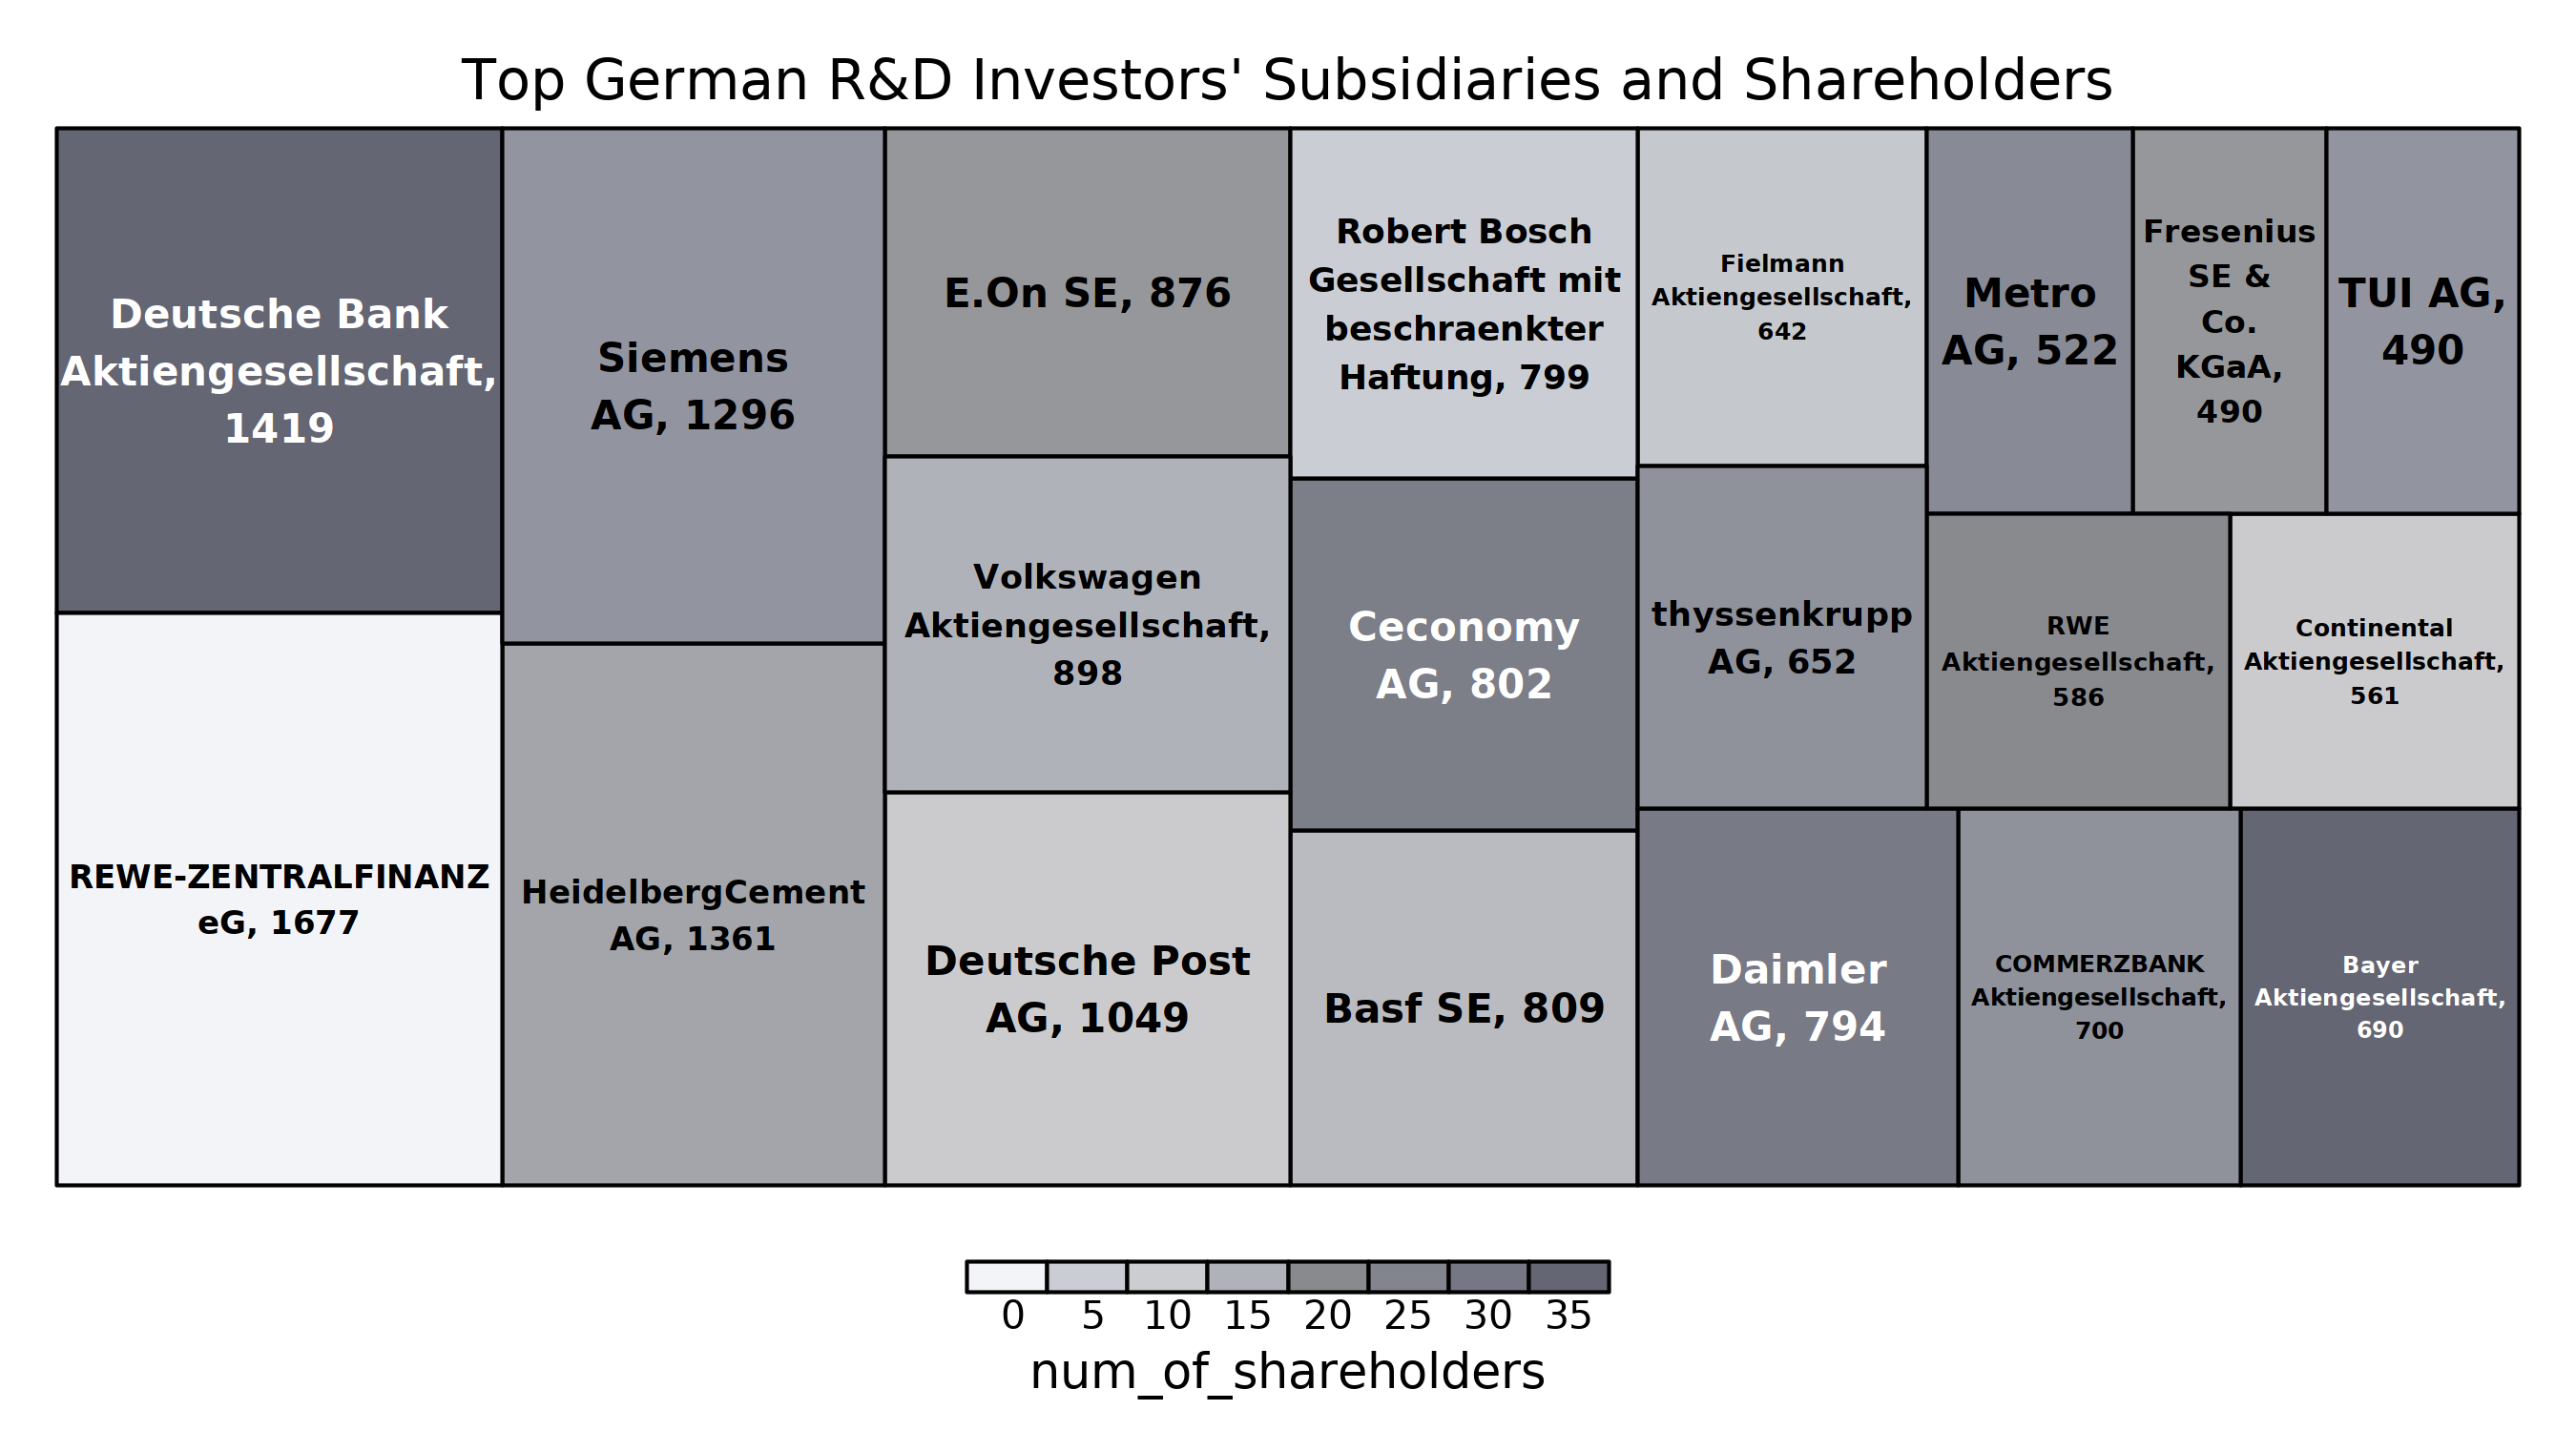 Top German R&D Investors' Subsidiaries and Shareholders
Deutsche Bank
Aktiengesellschaft,
1419
REWE-ZENTRALFINANZ
eG, 1677
Siemens
AG, 1296
HeidelbergCement
AG, 1361
E.On SE, 876
Volkswagen
Aktiengesellschaft,
898
Deutsche Post
AG, 1049
Robert Bosch
Gesellschaft mit
beschraenkter
Haftung, 799
Ceconomy
AG, 802
Basf SE, 809
Fielmann
Aktiengesellschaft,
642
thyssenkrupp
AG, 652
Metro
AG, 522
Fresenius
SE &
Co.
KGaA,
490
TUI AG,
490
RWE
Aktiengesellschaft,
586
Continental
Aktiengesellschaft,
561
Daimler
AG, 794
COMMERZBANK
Aktiengesellschaft,
700
Bayer
Aktiengesellschaft,
690
0 5 10 15 20 25 30 35
num_of_shareholders